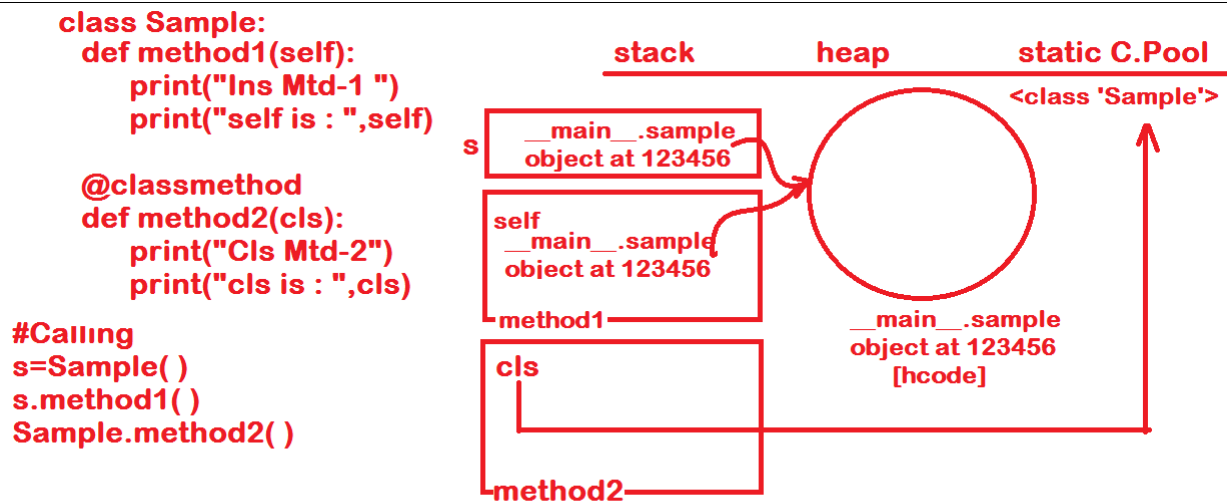 class Sample:
def method1(self):
print("Ins Mtd-1 ")
print("self is : ",self)
@classmethod
def method2(cls):
print("Cls Mtd-2")
print("cls is : ",cls)
#Calling
s=Sample( )
s.method1( )
Sample.method2( )
stack heap static C.Pool
<class 'Sample'>
s
__main__.sample
object at 123456
self
__main__.sample
object at 123456
method1
__main__.sample
object at 123456
[hcode]
cls
method2